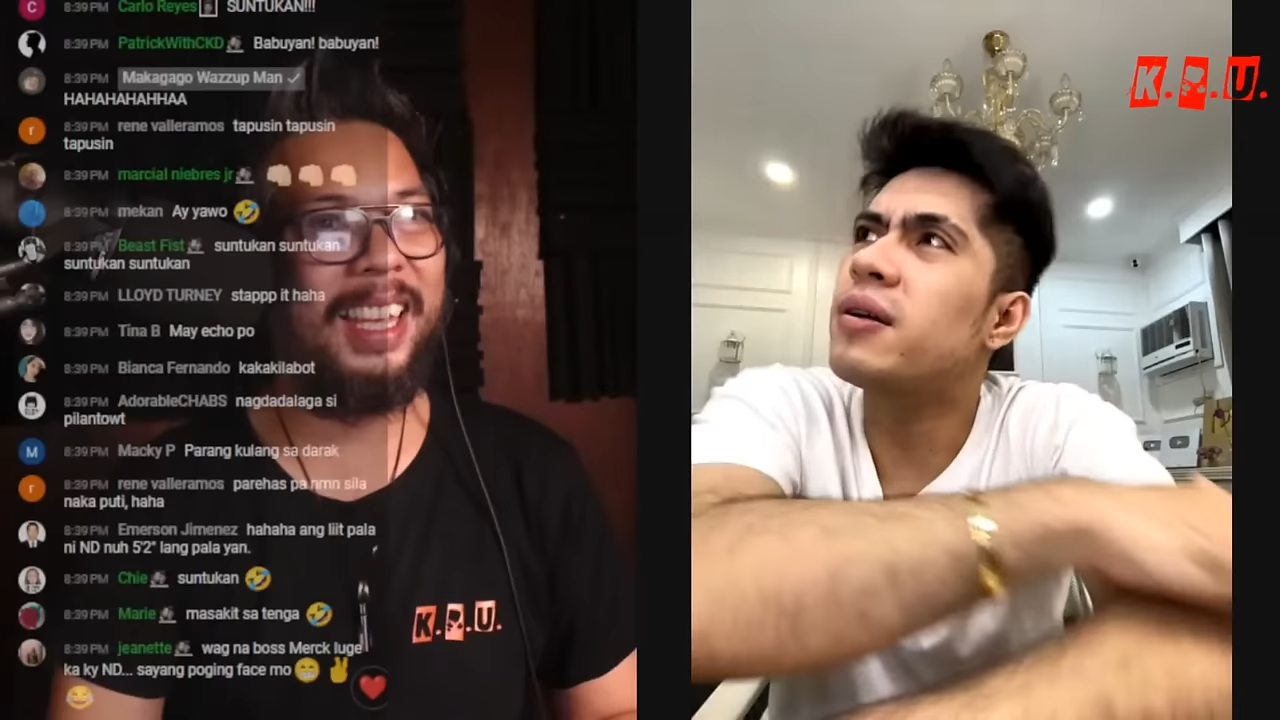 C 8:39 PM Carlo Reyes SUNTUKAN!!!
8:39 PM PatrickWithCKD Babuyan! babuyan!
8:39 PM Makagago Wazzup Man ✓
HAHAHAHAHHAA
r 8:39 PM rene valleramos tapusin tapusin
tapusin
8:39 PM marcial niebres jr 👊🏻👊🏻👊🏻
8:39 PM mekan Ay yawo 🤣
8:39 PM Beast Fist suntukan suntukan
suntukan suntukan
8:39 PM LLOYD TURNEY stappp it haha
8:39 PM Tina B May echo po
8:39 PM Bianca Fernando kakakilabot
8:39 PM AdorableCHABS nagdadalaga si
pilantowt
M 8:39 PM Macky P Parang kulang sa darak
r 8:39 PM rene valleramos parehas pa nmn sila
naka puti, haha
8:39 PM Emerson Jimenez hahaha ang liit pala
ni ND nuh 5'2" lang pala yan.
8:39 PM Chie suntukan 🤣
8:39 PM Marie masakit sa tenga 🤣
8:39 PM jeanette wag na boss Merck luge
ka ky ND... sayang poging face mo 😁 ✌
😂
K.P.U.
K.P.U.